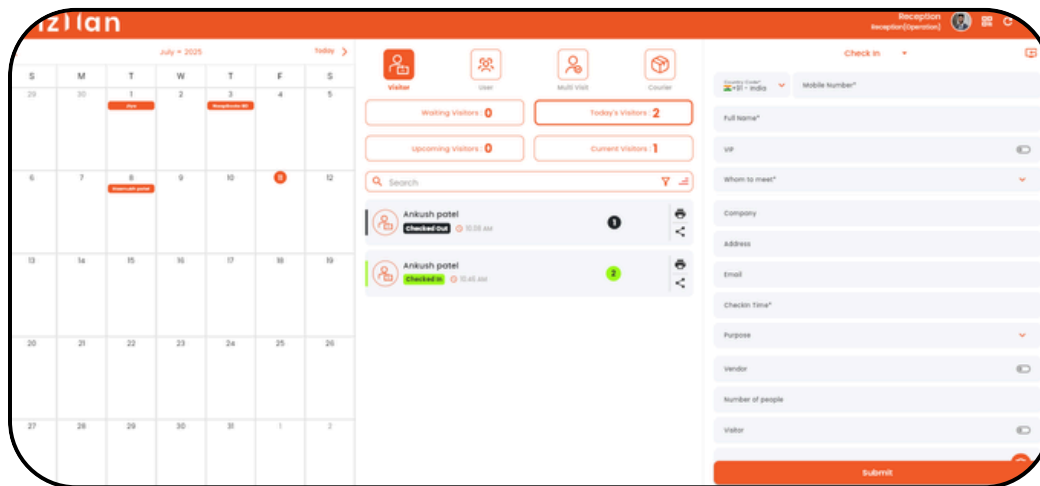 Reception
Reception(Operation)
July 2025
Today
S M T W T F S
29 30 1 2 3 4 5
6 7 8 9 10 11 12
13 14 15 16 17 18 19
20 21 22 23 24 25 26
27 28 29 30 31 1 2
Visitor
User
Multi Visit
Courier
Waiting Visitors : 0
Today's Visitors : 2
Upcoming Visitors : 0
Current Visitors : 1
Search
Ankush patel
Checked Out 10:38 AM
1
Ankush patel
Checked In 10:46 AM
2
Check In
Country Code*
+91 - India
Mobile Number*
Full Name*
VIP
Whom to meet*
Company
Address
Email
Checkin Time*
Purpose
Vendor
Number of people
Visitor
Submit